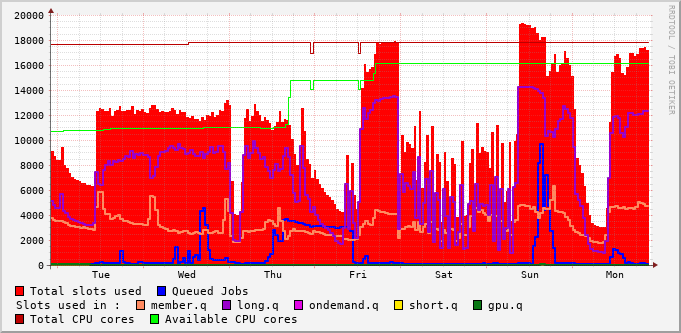 20000
18000
16000
14000
12000
10000
8000
6000
4000
2000
0
Tue Wed Thu Fri Sat Sun Mon
RRDTOOL / TOBI OETIKER
Total slots used Queued Jobs
Slots used in : member.q long.q ondemand.q short.q gpu.q
Total CPU cores Available CPU cores